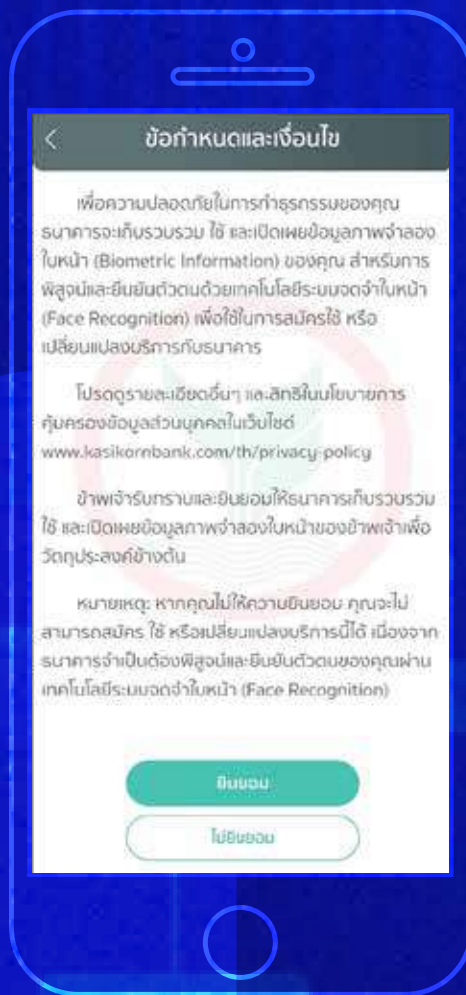 ข้อกำหนดและเงื่อนไข
เพื่อความปลอดภัยในการทำธุรกรรมของคุณ
ธนาคารจะเก็บรวบรวม ใช้ และเปิดเผยข้อมูลภาพจำลอง
ใบหน้า (Biometric Information) ของคุณ สำหรับการ
พิสูจน์และยืนยันตัวตนด้วยเทคโนโลยีระบบจดจำใบหน้า
(Face Recognition) เพื่อใช้ในการสมัครใช้ หรือ
เปลี่ยนแปลงบริการกับธนาคาร
โปรดดูรายละเอียดอื่นๆ และสิทธิในนโยบายการ
คุ้มครองข้อมูลส่วนบุคคลในเว็บไซต์
www.kasikornbank.com/th/privacy-policy
ข้าพเจ้ารับทราบและยินยอมให้ธนาคารเก็บรวบรวม
ใช้ และเปิดเผยข้อมูลภาพจำลองใบหน้าของข้าพเจ้าเพื่อ
วัตถุประสงค์ข้างต้น
หมายเหตุ: หากคุณไม่ให้ความยินยอม คุณจะไม่
สามารถสมัคร ใช้ หรือเปลี่ยนแปลงบริการนี้ได้ เนื่องจาก
ธนาคารจำเป็นต้องพิสูจน์และยืนยันตัวตนของคุณผ่าน
เทคโนโลยีระบบจดจำใบหน้า (Face Recognition)
ยินยอม
ไม่ยินยอม